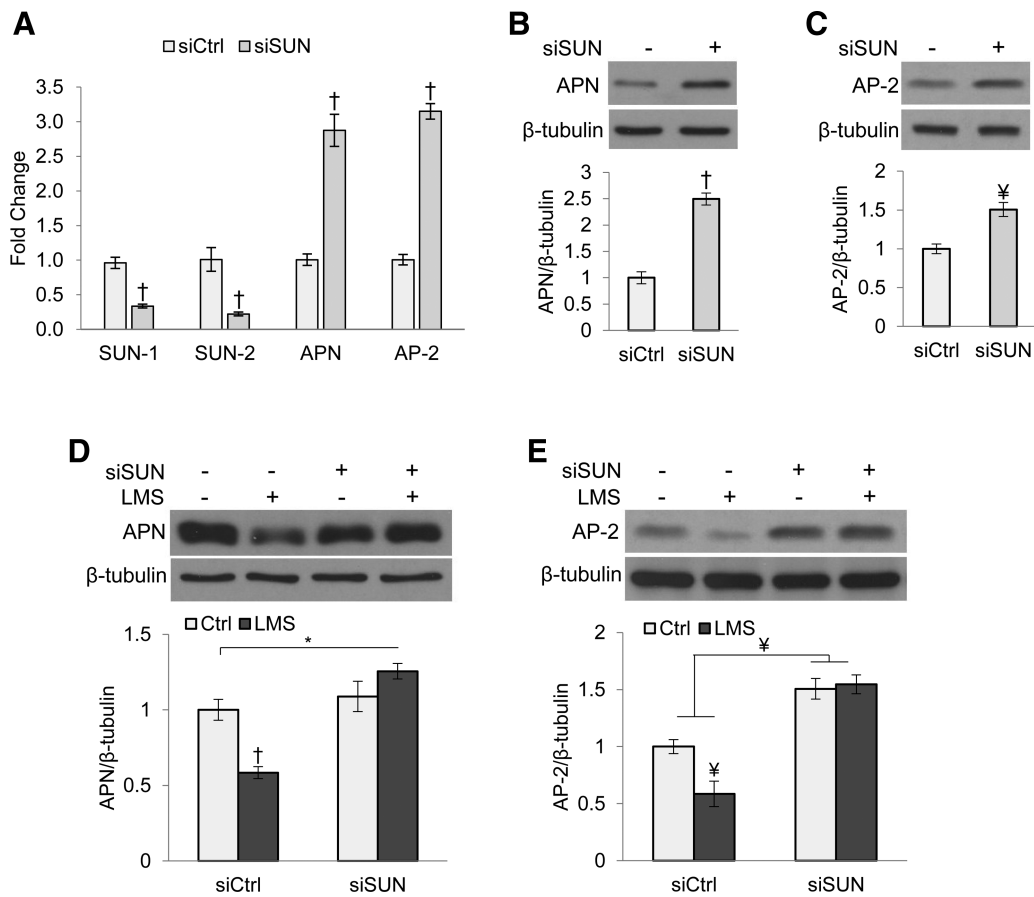 A
siCtrl siSUN
3.5
3.0
2.5
2.0
1.5
1.0
0.5
0.0
Fold Change
† † † †
SUN-1 SUN-2 APN AP-2
B
siSUN - +
APN
β-tubulin
3
2.5
2
1.5
1
0.5
0
APN/β-tubulin
†
siCtrl siSUN
C
siSUN - +
AP-2
β-tubulin
2
1.5
1
0.5
0
AP-2/β-tubulin
¥
siCtrl siSUN
D
siSUN - - + +
LMS - + - +
APN
β-tubulin
Ctrl LMS
1.5
1
0.5
0
APN/β-tubulin
*
†
siCtrl siSUN
E
siSUN - - + +
LMS - + - +
AP-2
β-tubulin
Ctrl LMS
2
1.5
1
0.5
0
AP-2/β-tubulin
¥
¥
siCtrl siSUN